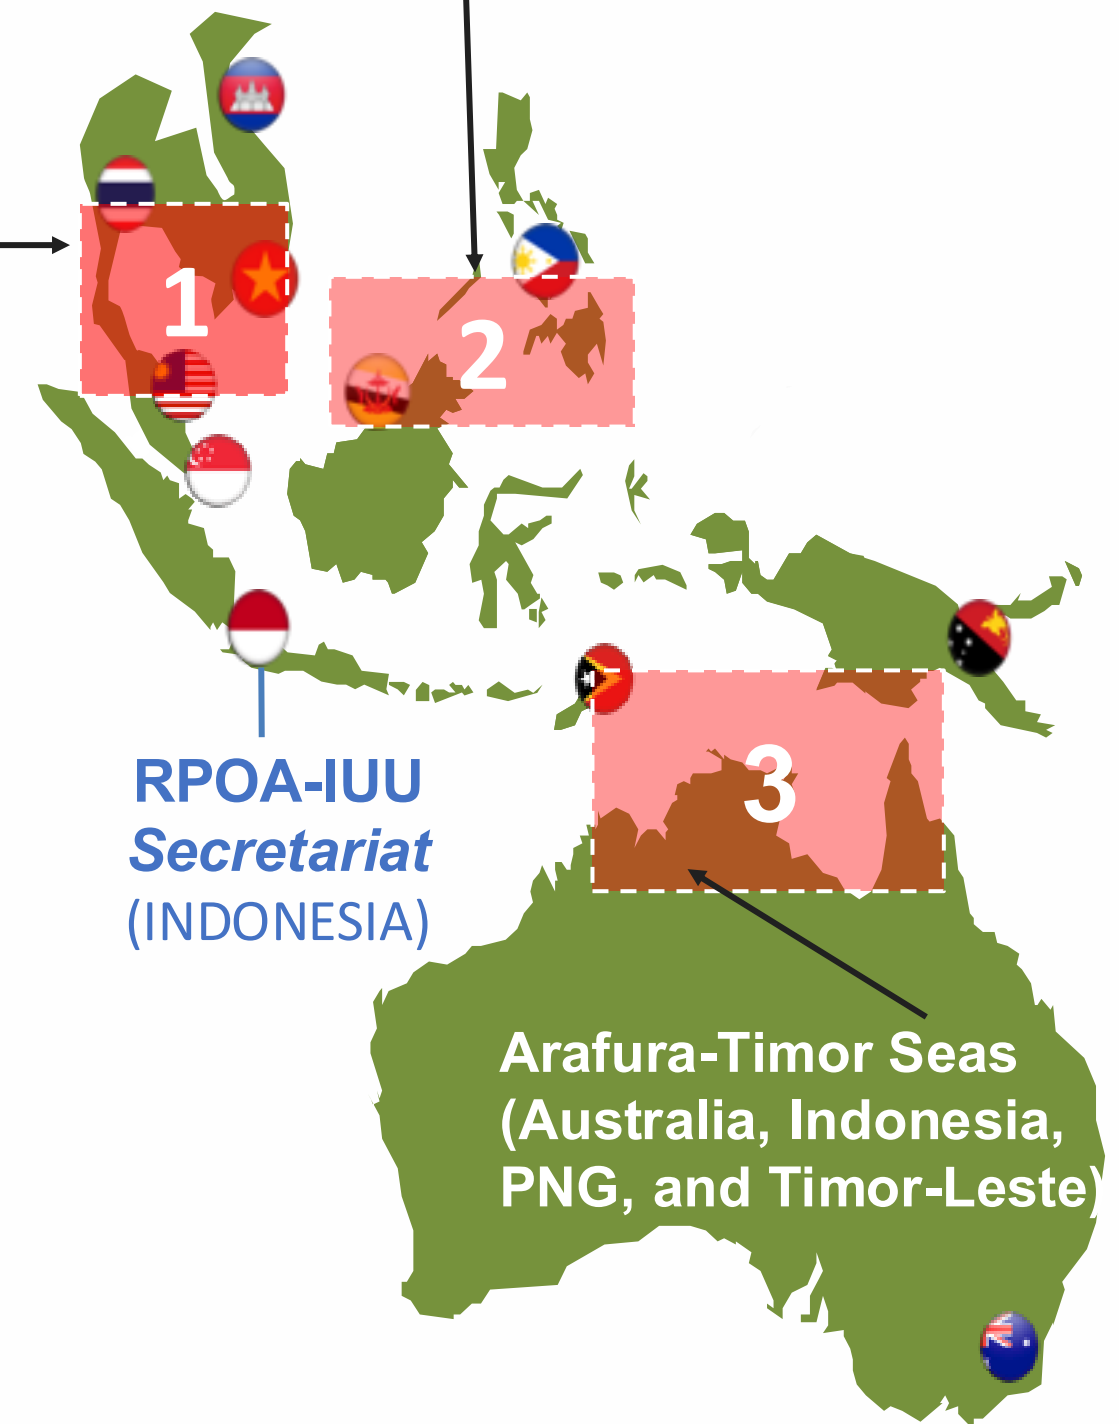 1
2
3
RPOA-IUU
Secretariat
(INDONESIA)
Arafura-Timor Seas
(Australia, Indonesia,
PNG, and Timor-Leste)